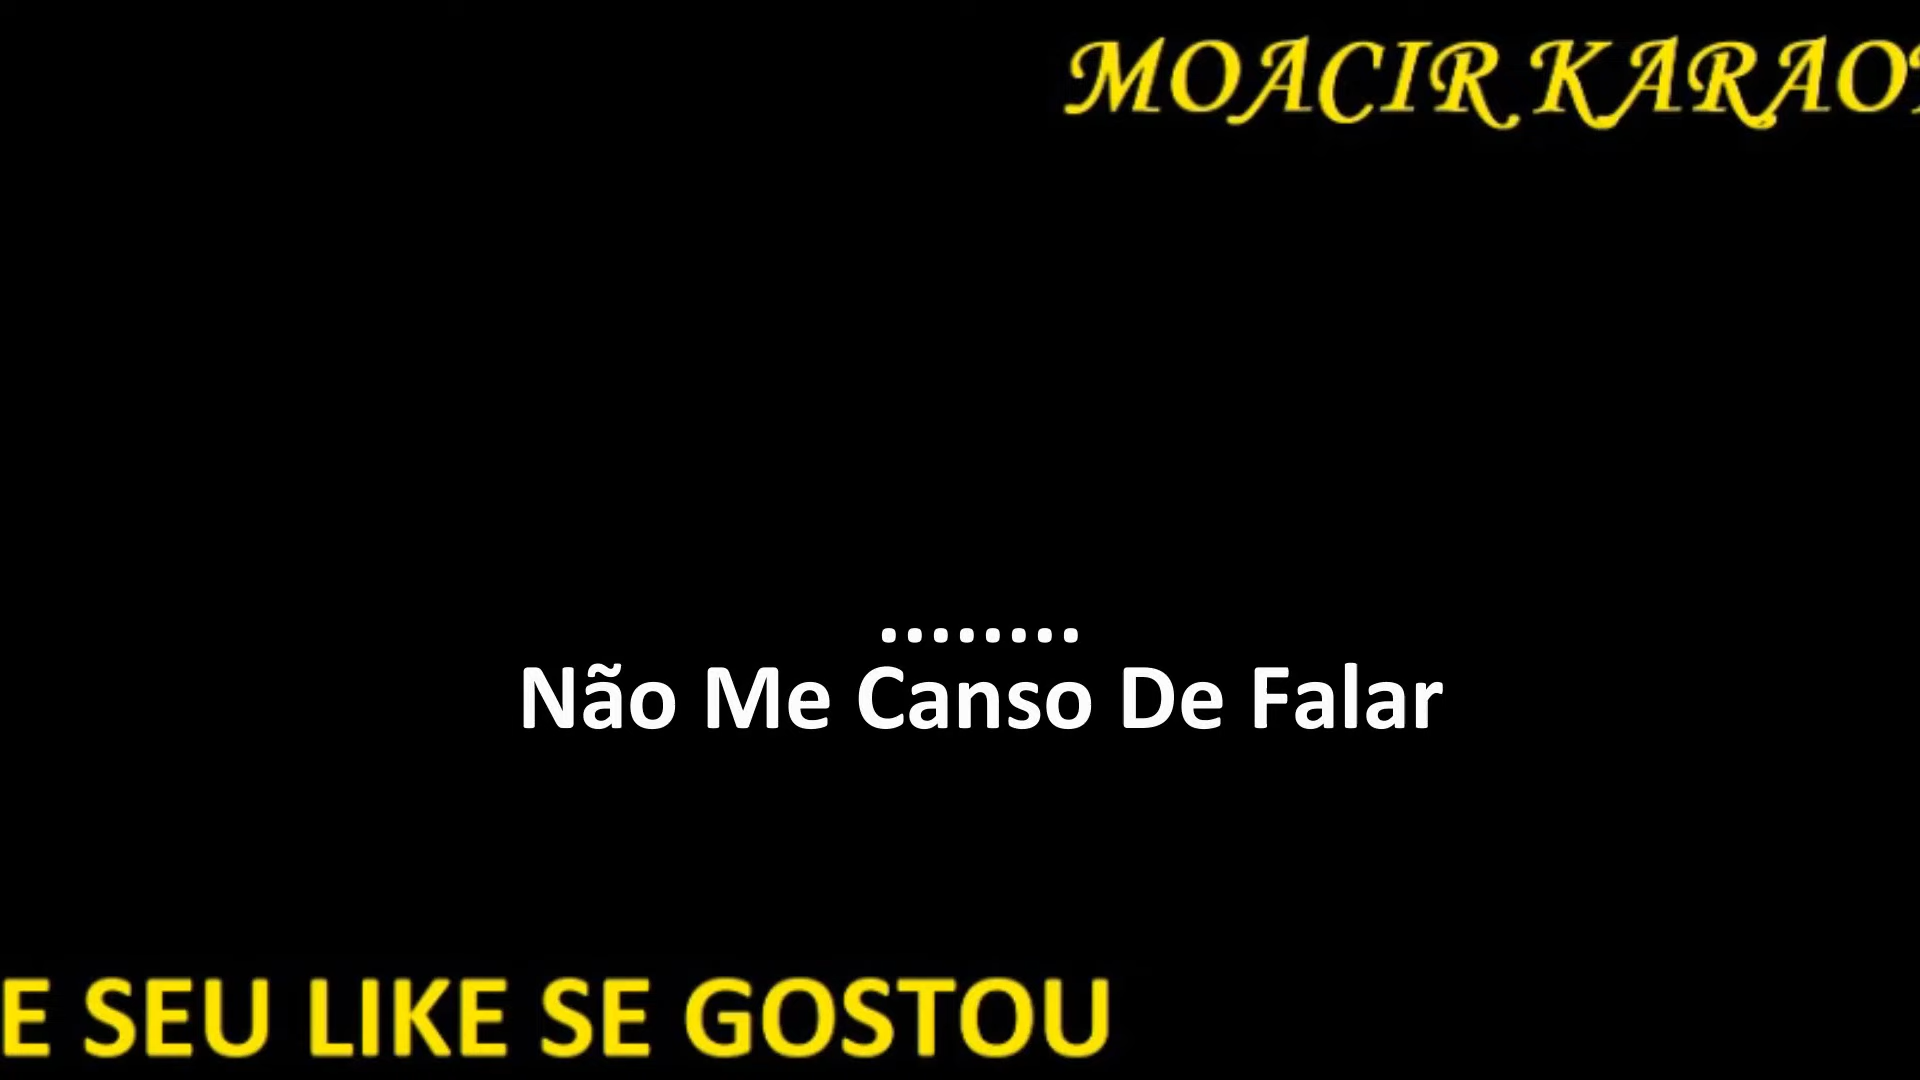 MOACIR KARAO
........
Não Me Canso De Falar
E SEU LIKE SE GOSTOU